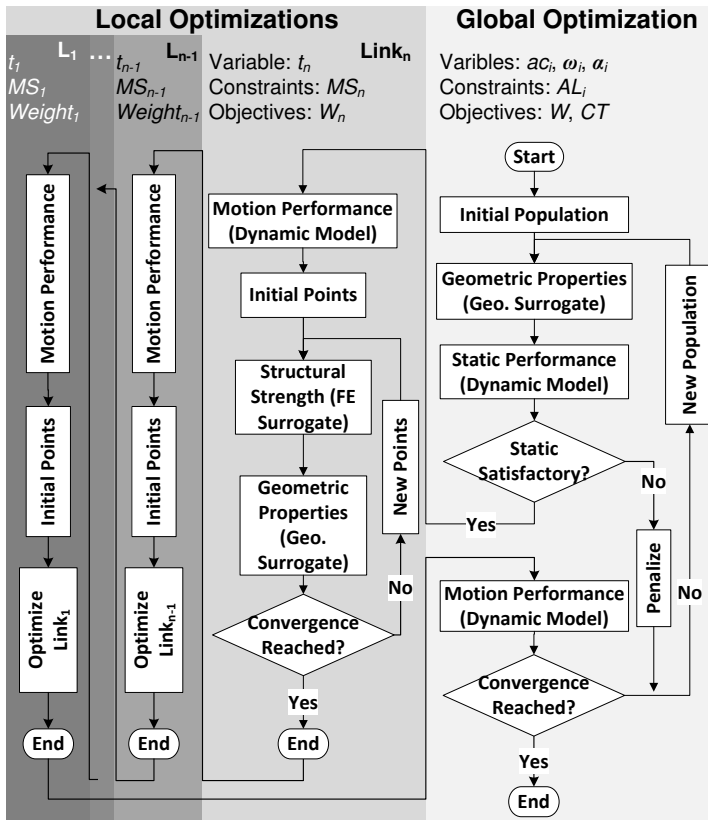 Local Optimizations
Global Optimization
L1
...
Ln-1
Linkn
t1
MS1
Weight1
tn-1
MSn-1
Weightn-1
Variable: tn
Constraints: MSn
Objectives: Wn
Varibles: aci, ωi, αi
Constraints: ALi
Objectives: W, CT
Motion Performance
Initial Points
Optimize
Link1
End
Motion Performance
Initial Points
Optimize
Linkn-1
End
Motion Performance
(Dynamic Model)
Initial Points
Structural
Strength (FE
Surrogate)
Geometric
Properties
(Geo.
Surrogate)
New Points
No
Convergence
Reached?
Yes
End
Start
Initial Population
Geometric Properties
(Geo. Surrogate)
Static Performance
(Dynamic Model)
New Population
Static
Satisfactory?
No
Yes
Penalize
Motion Performance
(Dynamic Model)
No
Convergence
Reached?
Yes
End